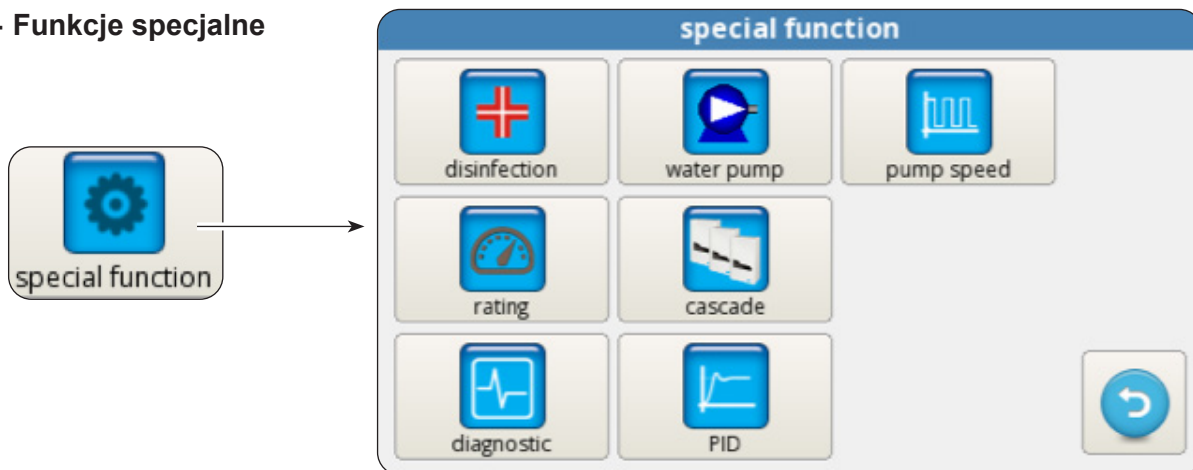 - Funkcje specjalne
special function
special function
disinfection
water pump
pump speed
rating
cascade
diagnostic
PID